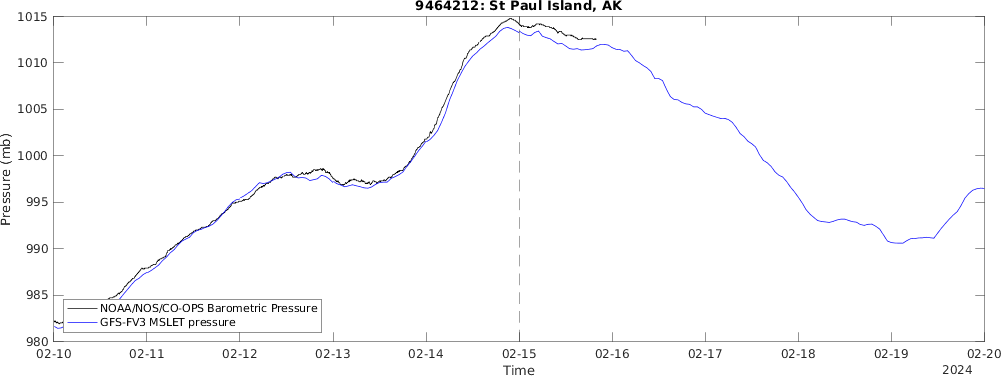 9464212: St Paul Island, AK
Pressure (mb)
1015
1010
1005
1000
995
990
985
980
NOAA/NOS/CO-OPS Barometric Pressure
GFS-FV3 MSLET pressure
02-10 02-11 02-12 02-13 02-14 02-15 02-16 02-17 02-18 02-19 02-20
Time
2024